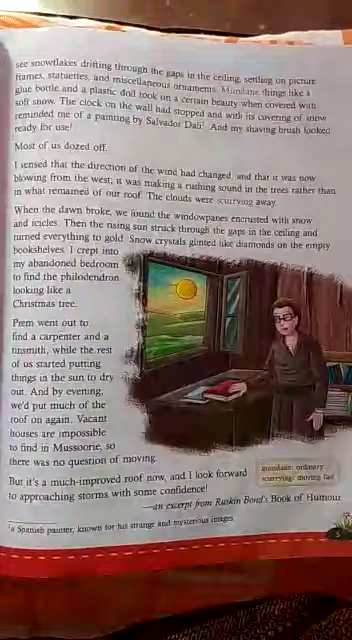 see snowflakes drifting through the gaps in the ceiling, settling on picture
frames, statuettes, and miscellaneous ornaments. Mundane things like a
glue bottle and a plastic doll took on a certain beauty when covered with
soft snow. The clock on the wall had stopped and with its covering of snow
reminded me of a painting by Salvador Dali¹. And my shaving brush looked
ready for use!
Most of us dozed off.
I sensed that the direction of the wind had changed, and that it was now
blowing from the west; it was making a rushing sound in the trees rather than
in what remained of our roof. The clouds were scurrying away.
When the dawn broke, we found the windowpanes encrusted with snow
and icicles. Then the rising sun struck through the gaps in the ceiling and
turned everything to gold. Snow crystals glinted like diamonds on the empty
bookshelves. I crept into
my abandoned bedroom
to find the philodendron
looking like a
Christmas tree.
Prem went out to
find a carpenter and a
tinsmith, while the rest
of us started putting
things in the sun to dry
out. And by evening,
we'd put much of the
roof on again. Vacant
houses are impossible
to find in Mussoorie, so
there was no question of moving.
But it's a much-improved roof now, and I look forward
to approaching storms with some confidence!
—an excerpt from Ruskin Bond's Book of Humour
mundane: ordinary
scurrying: moving fast
¹a Spanish painter, known for his strange and mysterious images
5